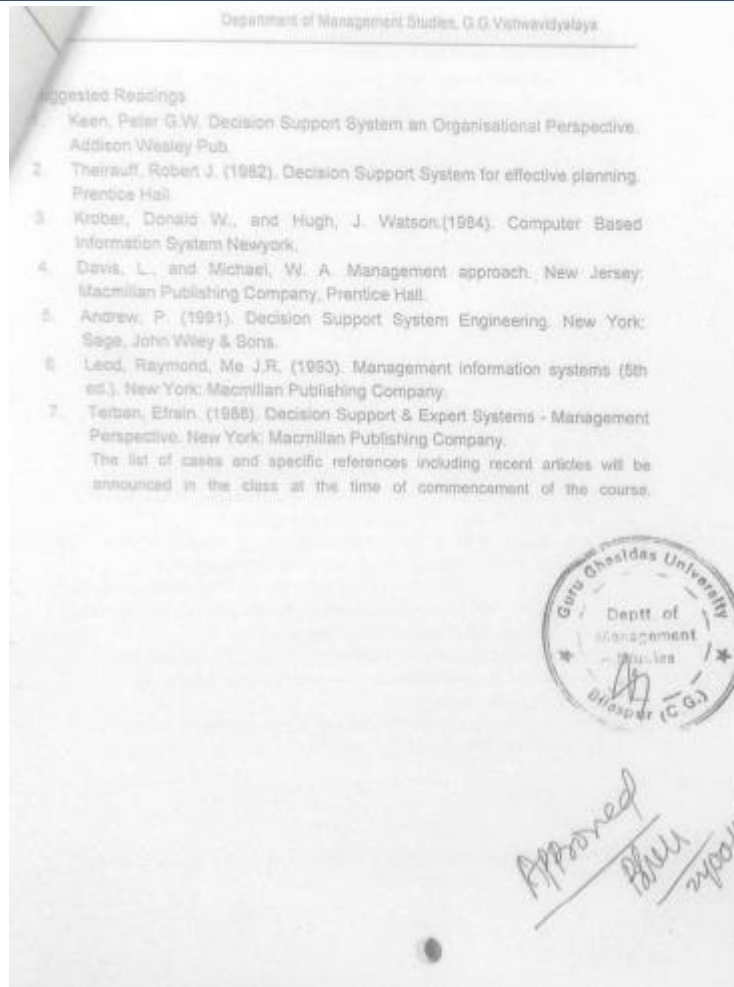 Department of Management Studies, G.G.Vishwavidyalaya
ggested Readings
Keen, Peter G.W. Decision Support System an Organisational Perspective.
Addison Wesley Pub.
2. Theirauff, Robert J. (1982). Decision Support System for effective planning.
Prentice Hall.
3. Krober, Donald W., and Hugh, J. Watson.(1984). Computer Based
Information System Newyork.
4. Davis, L., and Michael, W. A. Management approach. New Jersey:
Macmillan Publishing Company, Prentice Hall.
5. Andrew, P. (1991). Decision Support System Engineering. New York:
Sage, John Wiley & Sons.
6. Leod, Raymond, Me J.R. (1993). Management information systems (5th
ed.). New York: Macmillan Publishing Company.
7. Terban, Efrain. (1988). Decision Support & Expert Systems - Management
Perspective. New York: Macmillan Publishing Company.
The list of cases and specific references including recent articles will be
announced in the class at the time of commencement of the course.
Guru Ghasidas University
Deptt. of
Management
Studies
Bilaspur (C.G.)
Approved